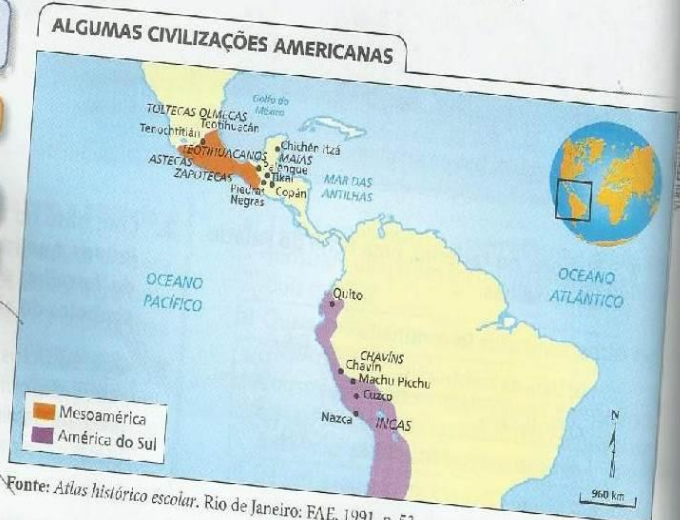 ALGUMAS CIVILIZAÇÕES AMERICANAS
Golfo do
México
TOLTECAS OLMECAS
Teotihuacán
Tenochtitlán
TEOTIHUACANOS
ASTECAS
ZAPOTECAS
Chichén Itzá
MAIAS
Palenque
Tikal
Piedras
Negras
Copán
MAR DAS
ANTILHAS
OCEANO
PACÍFICO
OCEANO
ATLÂNTICO
Quito
CHAVÍNS
Chavín
Machu Picchu
Cuzco
Nazca
INCAS
Mesoamérica
América do Sul
N
960 km
Fonte: Atlas histórico escolar. Rio de Janeiro: FAE, 1991, p.